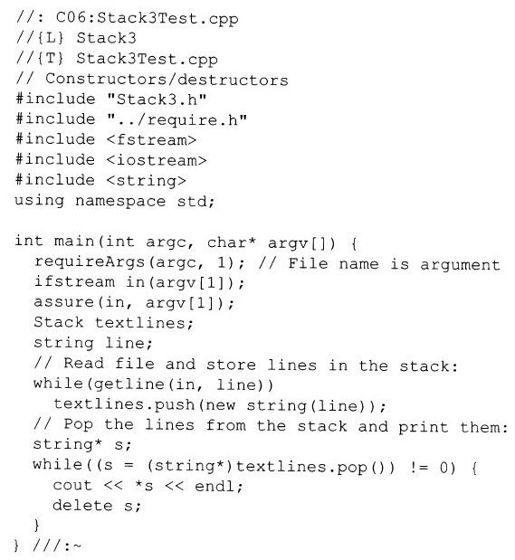 //: C06:Stack3Test.cpp
//{L} Stack3
//{T} Stack3Test.cpp
// Constructors/destructors
#include "Stack3.h"
#include "../require.h"
#include <fstream>
#include <iostream>
#include <string>
using namespace std;

int main(int argc, char* argv[]) {
  requireArgs(argc, 1); // File name is argument
  ifstream in(argv[1]);
  assure(in, argv[1]);
  Stack textlines;
  string line;
  // Read file and store lines in the stack:
  while(getline(in, line))
    textlines.push(new string(line));
  // Pop the lines from the stack and print them:
  string* s;
  while((s = (string*)textlines.pop()) != 0) {
    cout << *s << endl;
    delete s;
  }
} ///:~